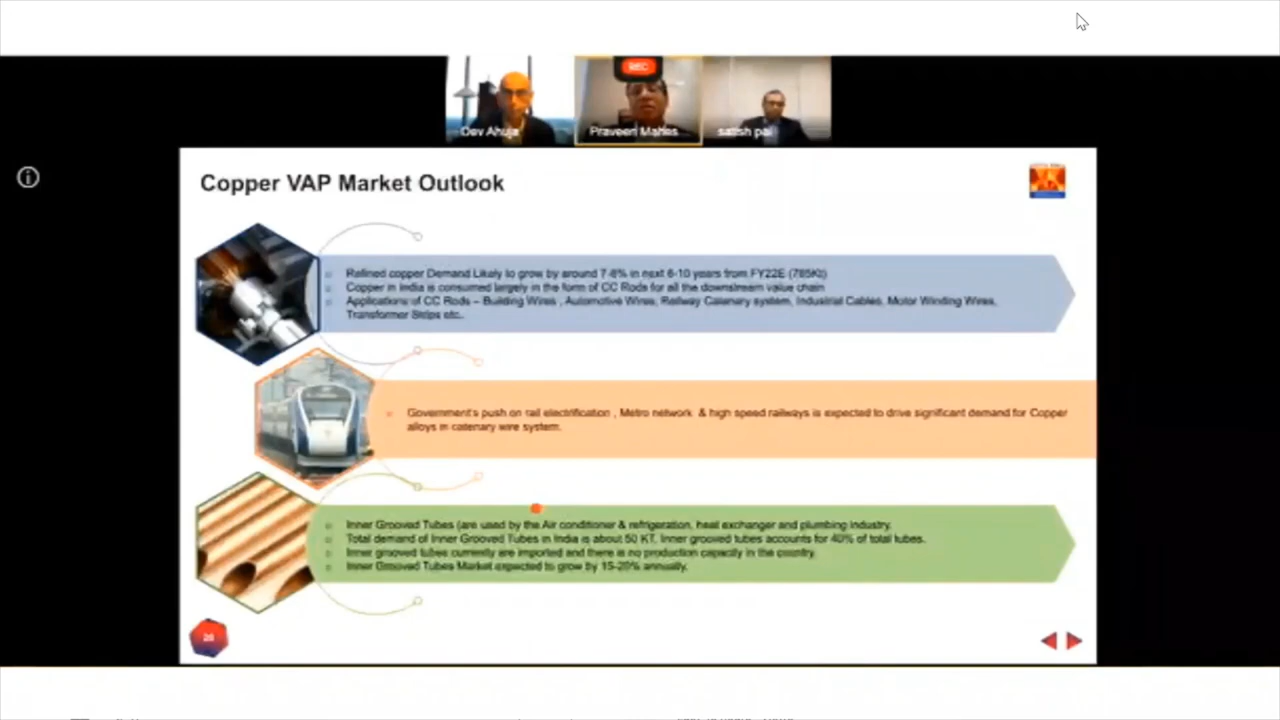 REC
Dev Ahuja
Praveen Mahes...
satish pai
Copper VAP Market Outlook
Refined copper Demand Likely to grow by around 7-8% in next 8-10 years from FY22E (785Kt)
Copper in India is consumed largely in the form of CC Rods for all the downstream value chain
Applications of CC Rods – Building Wires , Automotive Wires, Railway Catenary system, Industrial Cables, Motor Winding Wires,
Transformer Strips etc..
Government's push on rail electrification , Metro network & high speed railways is expected to drive significant demand for Copper
alloys in catenary wire system.
Inner Grooved Tubes (are used by the Air conditioner & refrigeration, heat exchanger and plumbing industry.
Total demand of Inner Grooved Tubes in India is about 50 KT. Inner grooved tubes accounts for 40% of total tubes.
Inner grooved tubes currently are imported and there is no production capacity in the country.
Inner Grooved Tubes Market expected to grow by 15-20% annually.